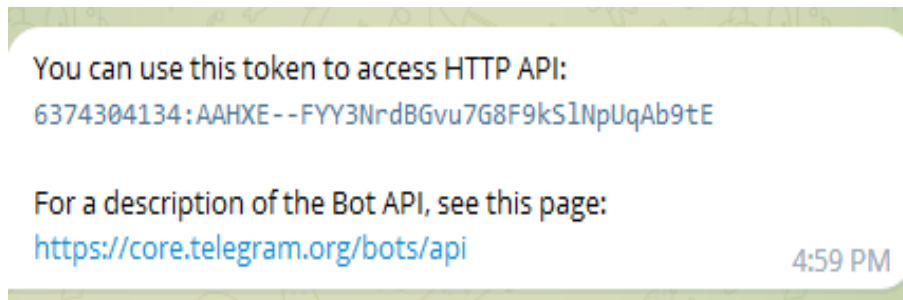 You can use this token to access HTTP API:
6374304134:AAHXE--FYY3NrdBGvu7G8F9kSlNpUqAb9tE
For a description of the Bot API, see this page:
https://core.telegram.org/bots/api
4:59 PM